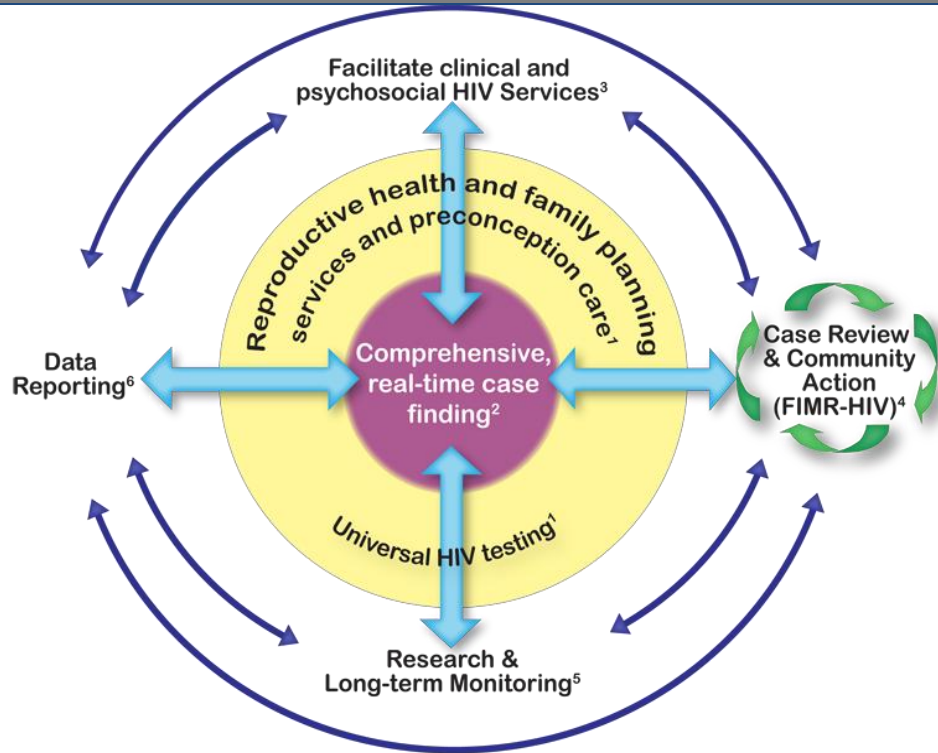 Facilitate clinical and
psychosocial HIV Services³
Reproductive health and family planning
services and preconception care¹
Comprehensive,
real-time case
finding²
Data
Reporting⁶
Case Review
& Community
Action
(FIMR-HIV)⁴
Universal HIV testing¹
Research &
Long-term Monitoring⁵